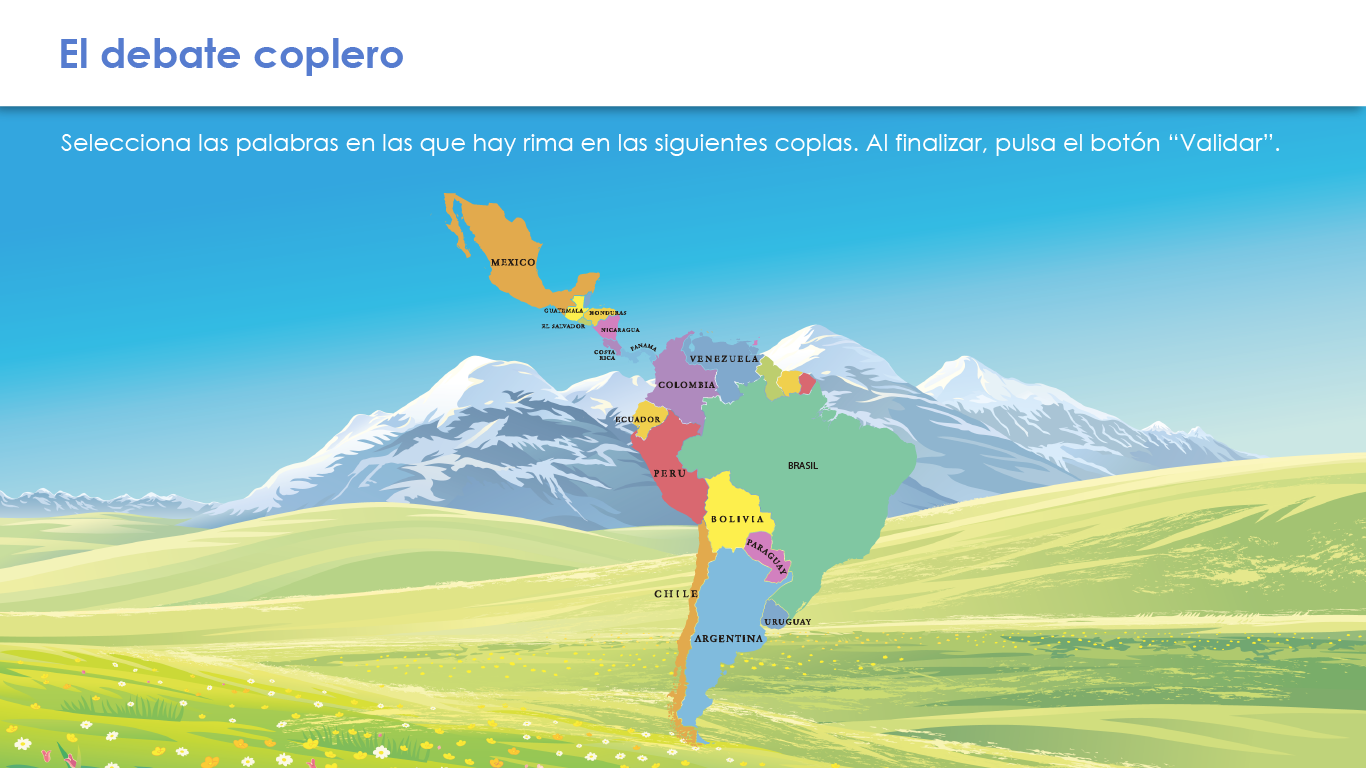 El debate coplero
Selecciona las palabras en las que hay rima en las siguientes coplas. Al finalizar, pulsa el botón “Validar”.
MEXICO
GUATEMALA
HONDURAS
EL SALVADOR
NICARAGUA
COSTA
RICA
PANAMA
VENEZUELA
COLOMBIA
ECUADOR
BRASIL
PERU
BOLIVIA
PARAGUAY
CHILE
URUGUAY
ARGENTINA